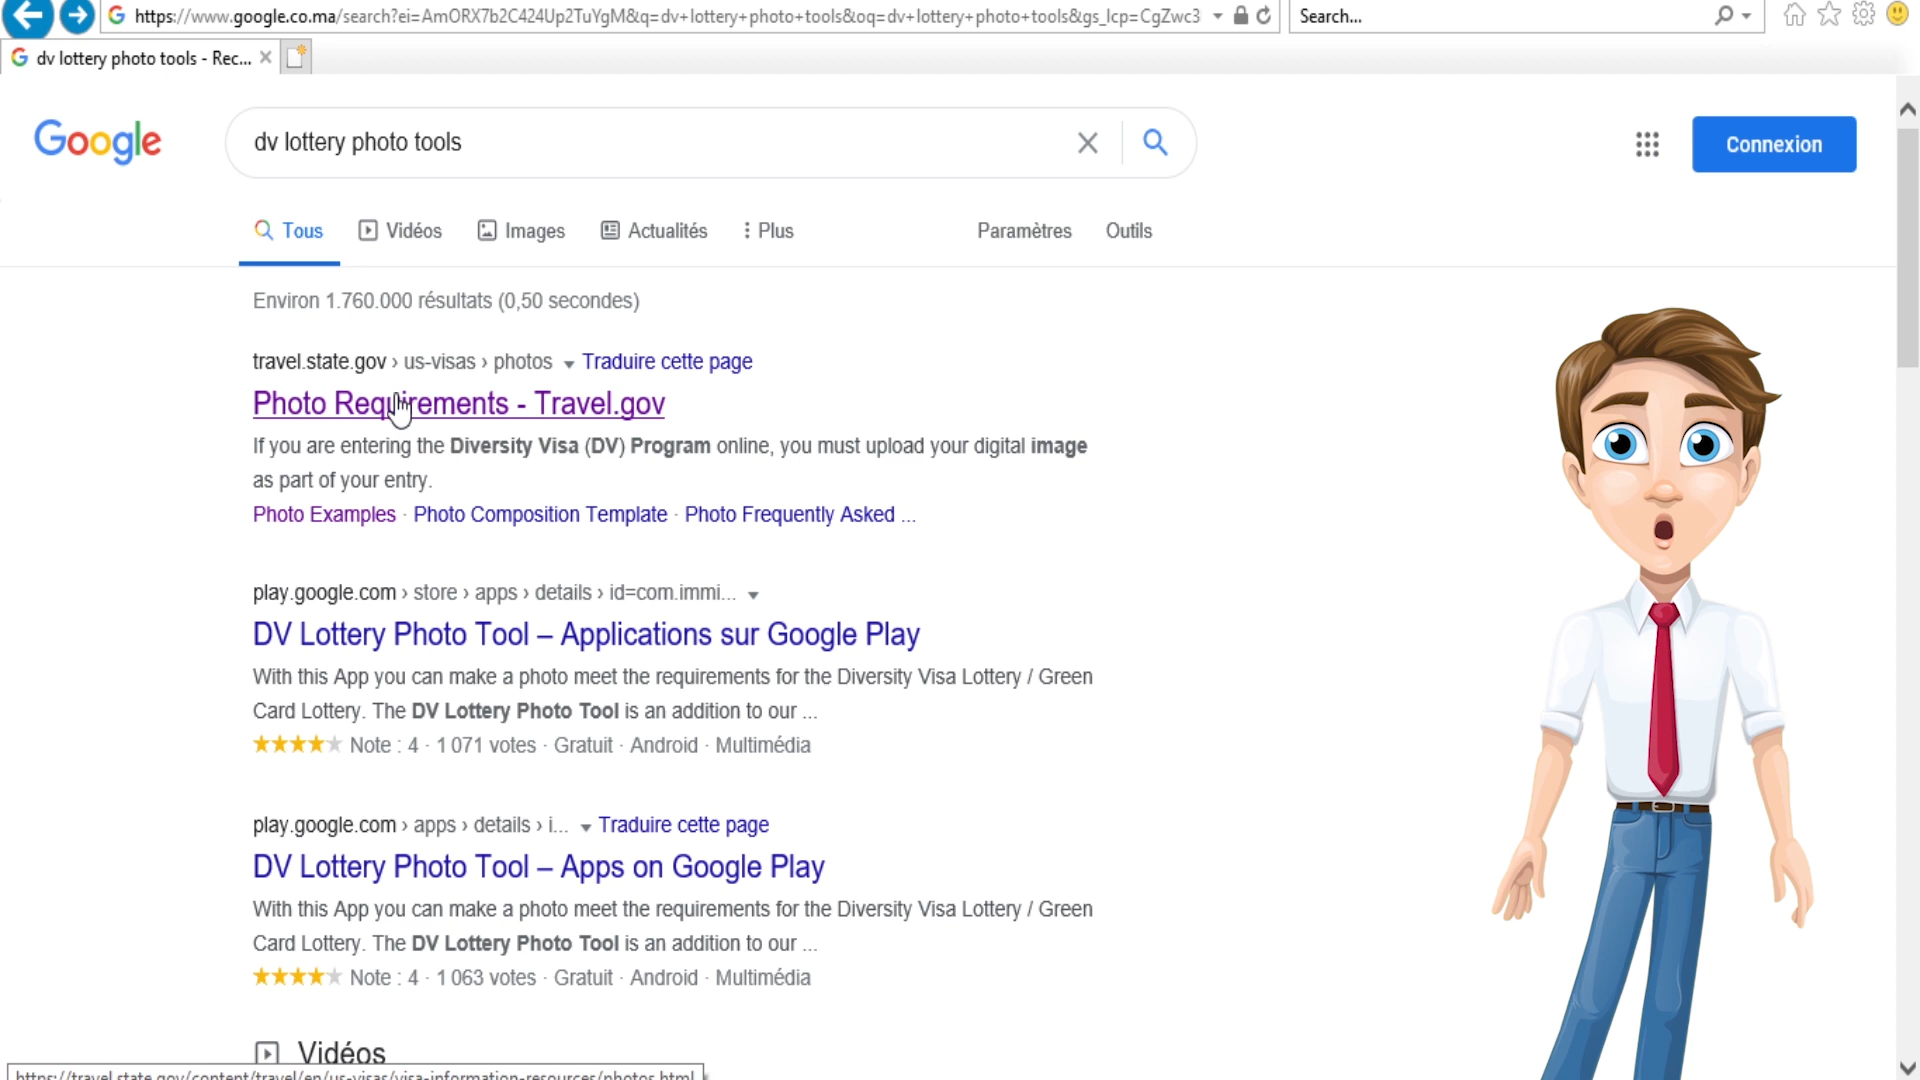 https://www.google.co.ma/search?ei=AmORX7b2C424Up2TuYgM&q=dv+lottery+photo+tools&oq=dv+lottery+photo+tools&gs_lcp=CgZwc3
Search...
dv lottery photo tools - Rec...
Google
dv lottery photo tools
Connexion
Tous Vidéos Images Actualités Plus Paramètres Outils
Environ 1.760.000 résultats (0,50 secondes)
travel.state.gov › us-visas › photos Traduire cette page
Photo Requirements - Travel.gov
If you are entering the Diversity Visa (DV) Program online, you must upload your digital image
as part of your entry.
Photo Examples · Photo Composition Template · Photo Frequently Asked ...
play.google.com › store › apps › details › id=com.immi...
DV Lottery Photo Tool – Applications sur Google Play
With this App you can make a photo meet the requirements for the Diversity Visa Lottery / Green
Card Lottery. The DV Lottery Photo Tool is an addition to our ...
Note : 4 · 1 071 votes · Gratuit · Android · Multimédia
play.google.com › apps › details › i... Traduire cette page
DV Lottery Photo Tool – Apps on Google Play
With this App you can make a photo meet the requirements for the Diversity Visa Lottery / Green
Card Lottery. The DV Lottery Photo Tool is an addition to our ...
Note : 4 · 1 063 votes · Gratuit · Android · Multimédia
Vidéos
https://travel.state.gov/content/travel/en/us-visas/visa-information-resources/photos.html